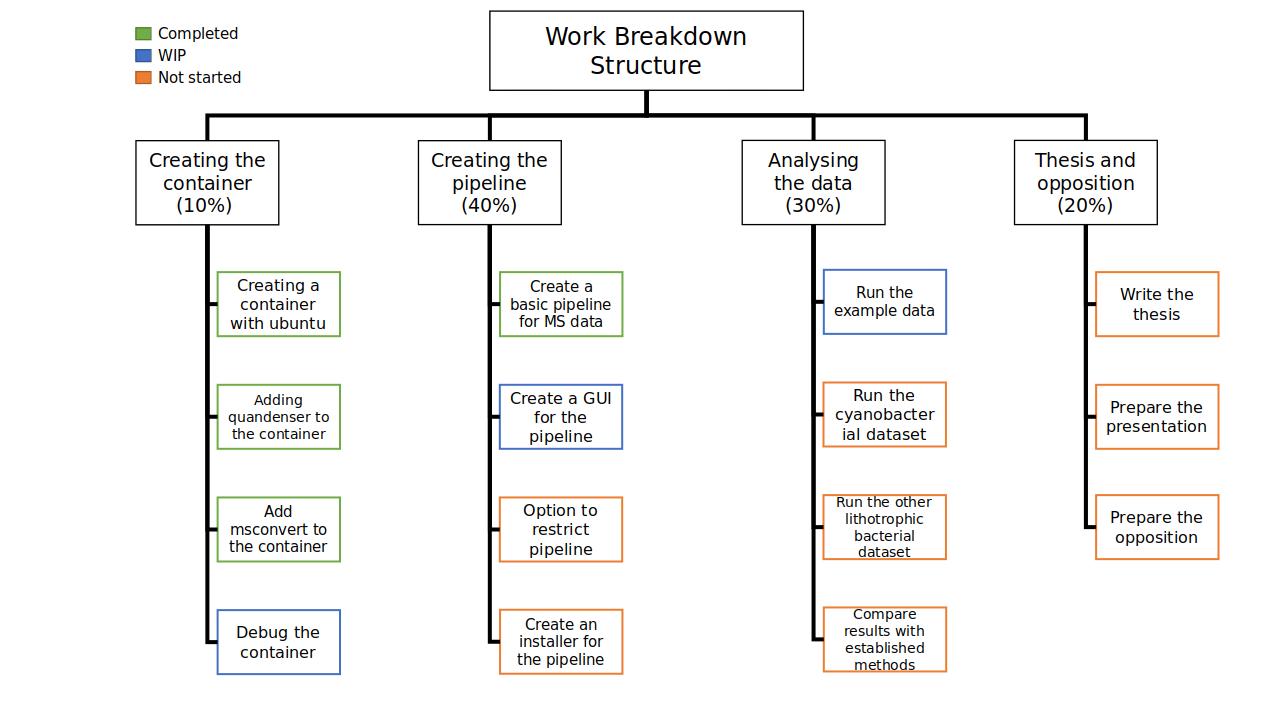 Completed
WIP
Not started
Work Breakdown
Structure
Creating the
container
(10%)
Creating the
pipeline
(40%)
Analysing
the data
(30%)
Thesis and
opposition
(20%)
Creating a
container
with ubuntu
Adding
quandenser to
the container
Add
msconvert to
the container
Debug the
container
Create a
basic pipeline
for MS data
Create a GUI
for the
pipeline
Option to
restrict
pipeline
Create an
installer for
the pipeline
Run the
example data
Run the
cyanobacter
ial dataset
Run the other
lithotrophic
bacterial
dataset
Compare
results with
established
methods
Write the
thesis
Prepare the
presentation
Prepare the
opposition